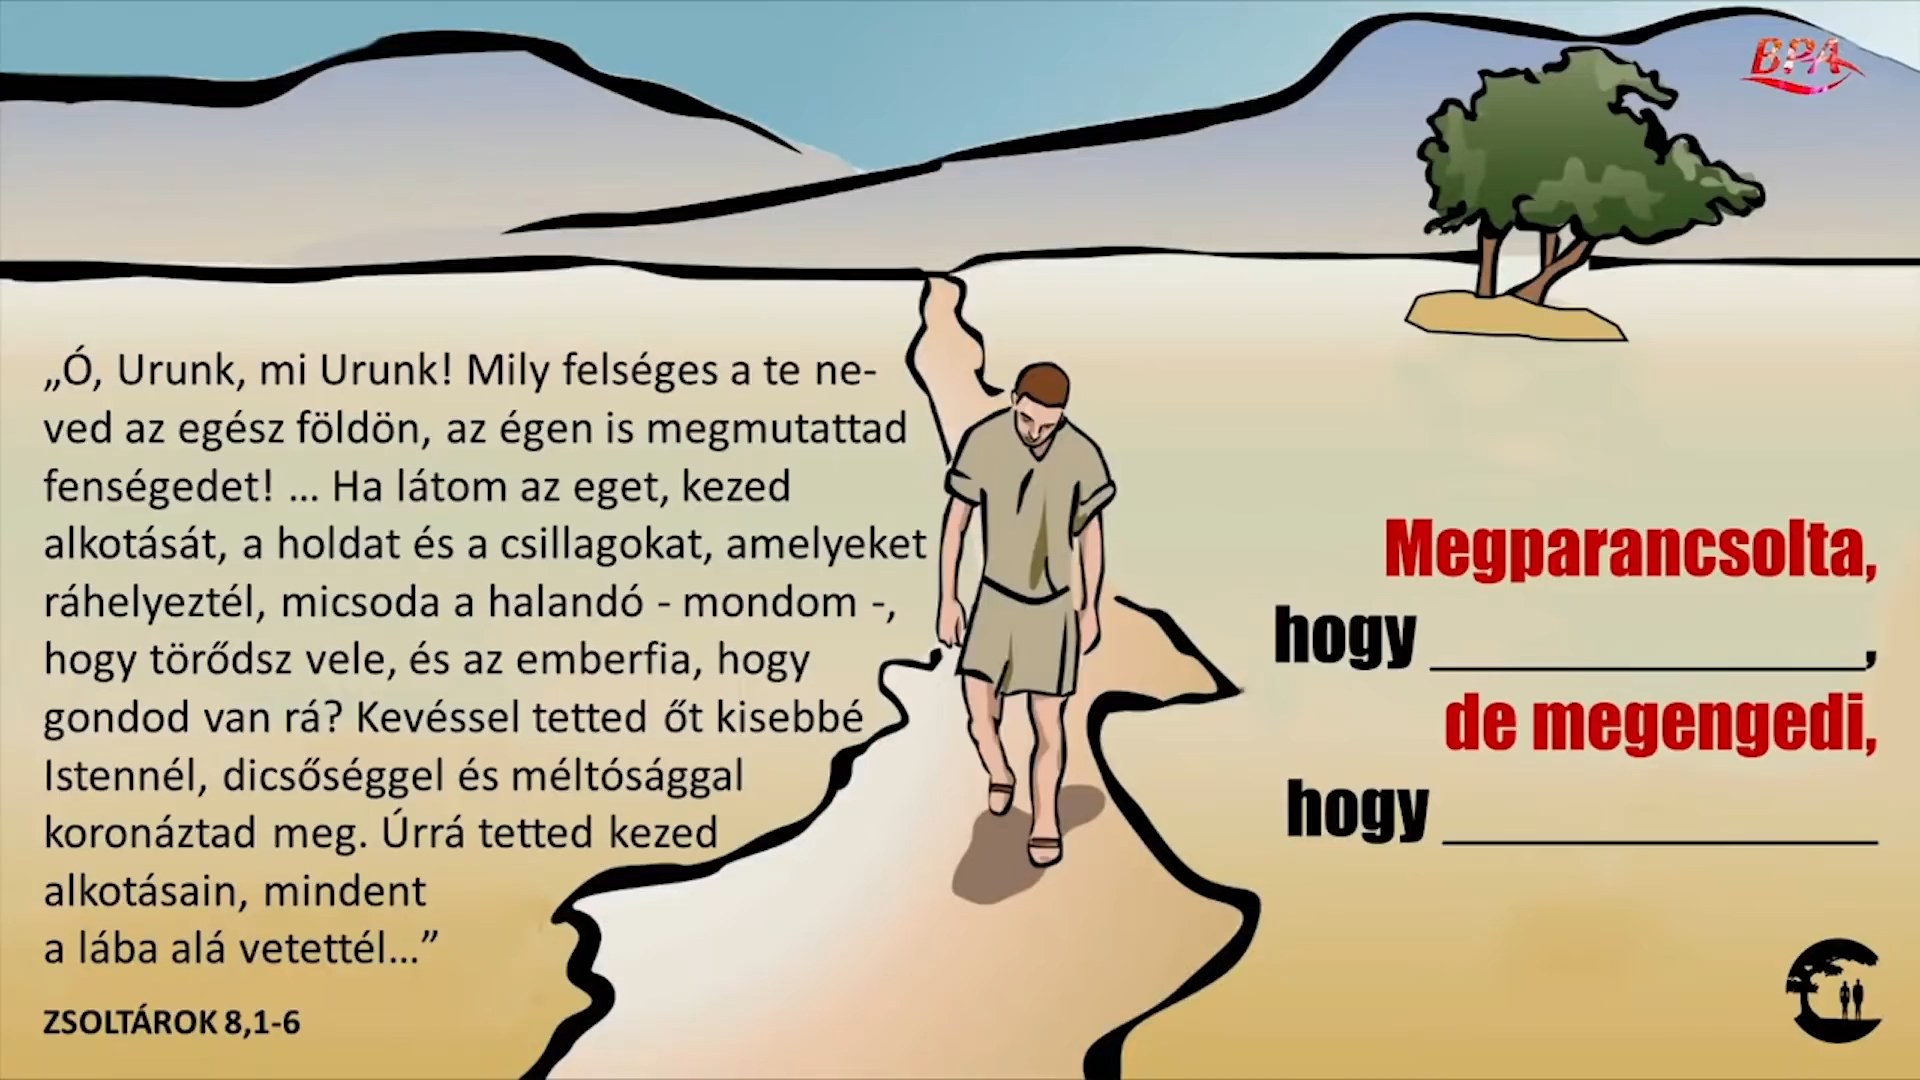 BPA
„Ó, Urunk, mi Urunk! Mily felséges a te ne-
ved az egész földön, az égen is megmutattad
fenségedet! ... Ha látom az eget, kezed
alkotását, a holdat és a csillagokat, amelyeket
ráhelyeztél, micsoda a halandó - mondom -,
hogy törődsz vele, és az emberfia, hogy
gondod van rá? Kevéssel tetted őt kisebbé
Istennél, dicsőséggel és méltósággal
koronáztad meg. Úrrá tetted kezed
alkotásain, mindent
a lába alá vetettél...”
ZSOLTÁROK 8,1-6
Megparancsolta,
hogy ____________________,
de megengedi,
hogy ____________________